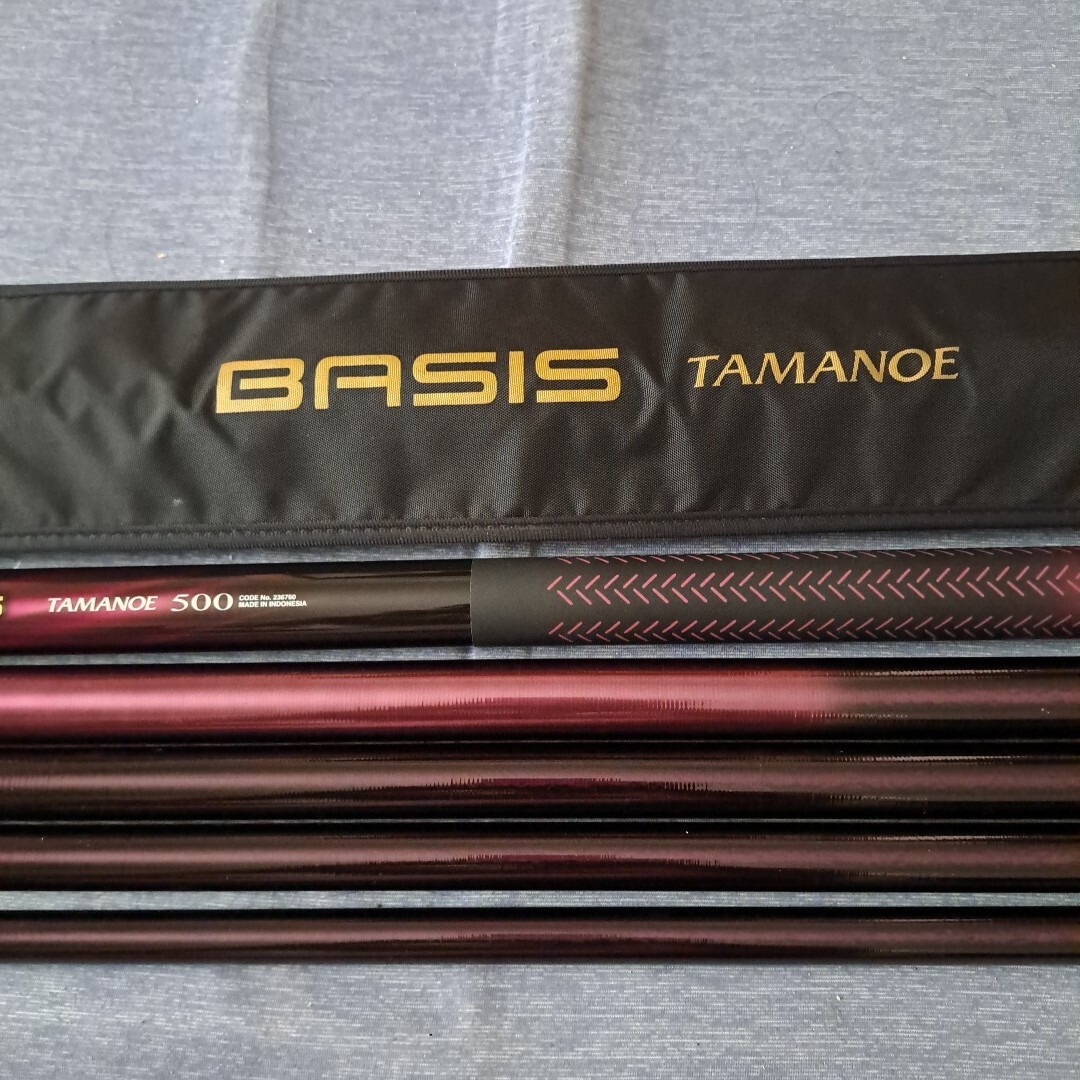 BASIS TAMANOE
TAMANOE 500 CODE No. 236760
MADE IN INDONESIA